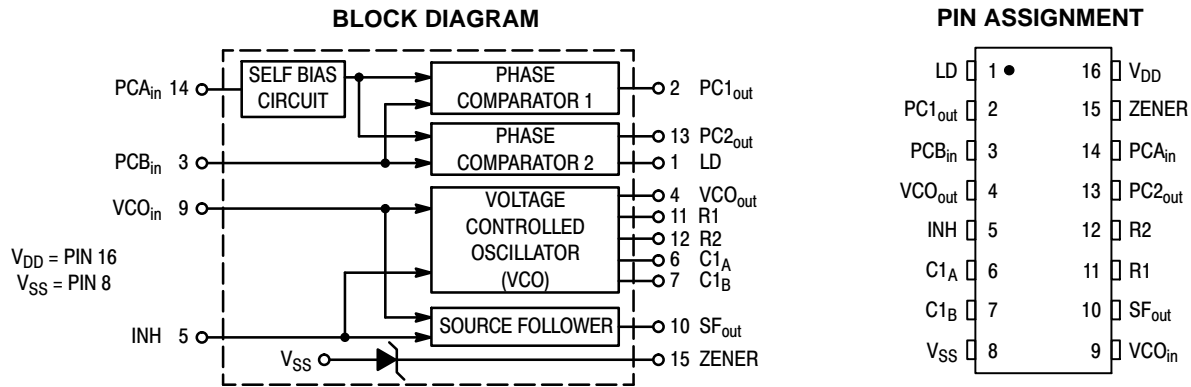 BLOCK DIAGRAM
PCAin 14
SELF BIAS
CIRCUIT
PHASE
COMPARATOR 1
2 PC1out
PCBin 3
PHASE
COMPARATOR 2
13 PC2out
1 LD
VCOin 9
VOLTAGE
CONTROLLED
OSCILLATOR
(VCO)
4 VCOout
11 R1
12 R2
6 C1A
7 C1B
VDD = PIN 16
VSS = PIN 8
INH 5
SOURCE FOLLOWER
10 SFout
VSS
15 ZENER
PIN ASSIGNMENT
LD 1 16 VDD
PC1out 2 15 ZENER
PCBin 3 14 PCAin
VCOout 4 13 PC2out
INH 5 12 R2
C1A 6 11 R1
C1B 7 10 SFout
VSS 8 9 VCOin